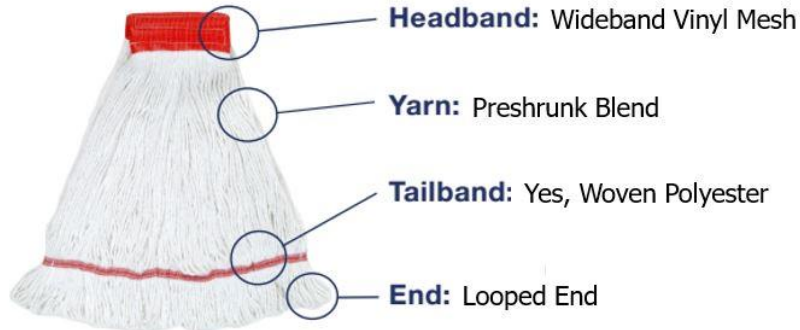 Headband: Wideband Vinyl Mesh
Yarn: Preshrunk Blend
Tailband: Yes, Woven Polyester
End: Looped End